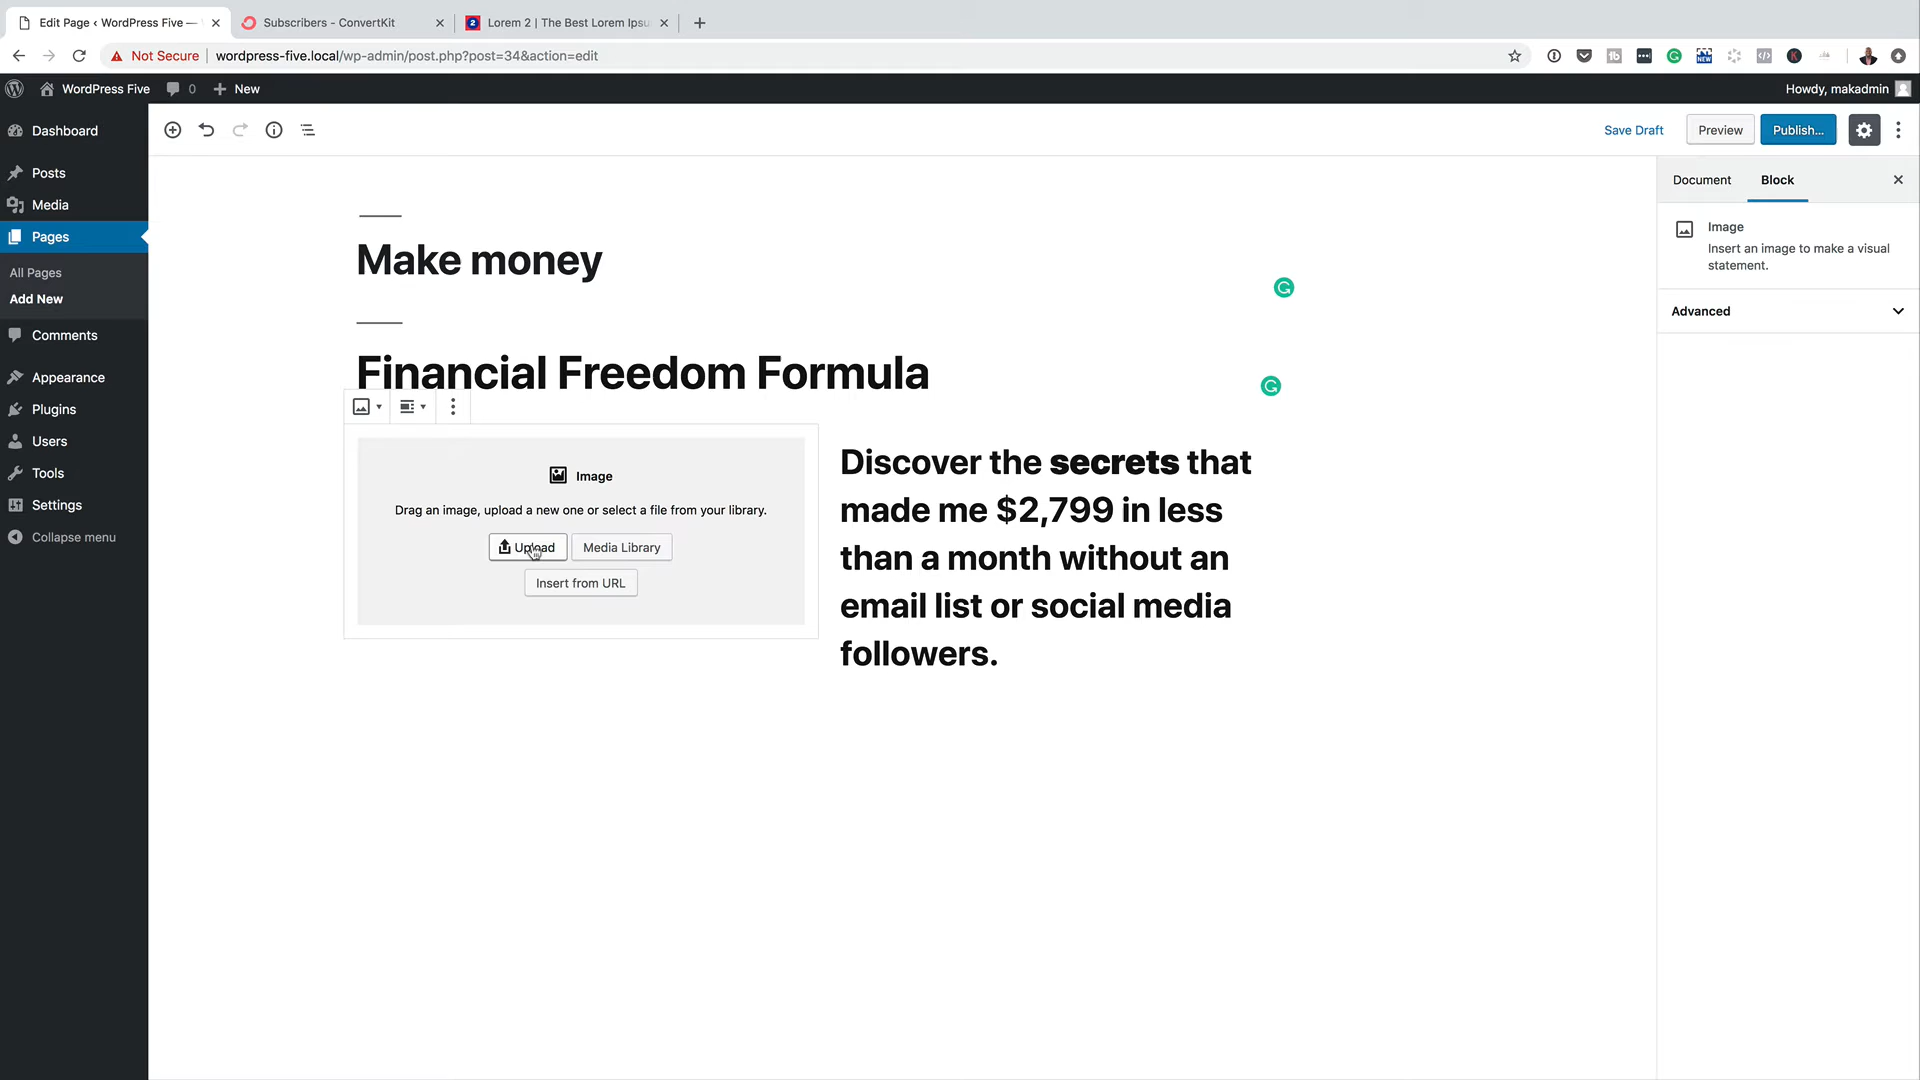 Edit Page ‹ WordPress Five —
Subscribers - ConvertKit
2 Lorem 2 | The Best Lorem Ipsu
Not Secure wordpress-five.local/wp-admin/post.php?post=34&action=edit
WordPress Five 0 New
Howdy, makadmin
Dashboard
Posts
Media
Pages
All Pages
Add New
Comments
Appearance
Plugins
Users
Tools
Settings
Collapse menu
Save Draft Preview Publish...
Make money
Financial Freedom Formula
Image
Drag an image, upload a new one or select a file from your library.
Upload Media Library
Insert from URL
Discover the secrets that
made me $2,799 in less
than a month without an
email list or social media
followers.
Document Block
Image
Insert an image to make a visual
statement.
Advanced